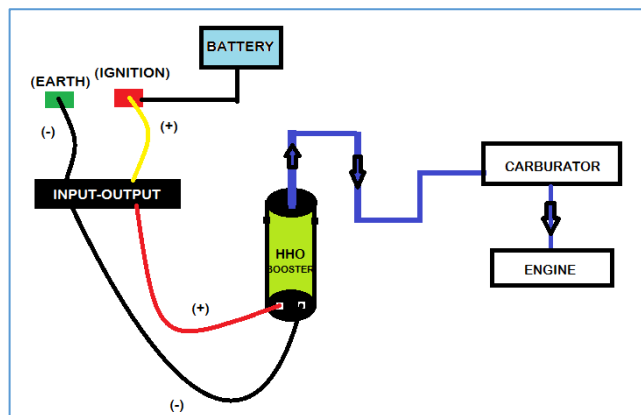 BATTERY
(EARTH)
(IGNITION)
(-)
(+)
INPUT-OUTPUT
CARBURATOR
HHO
BOOSTER
ENGINE
(+)
(-)